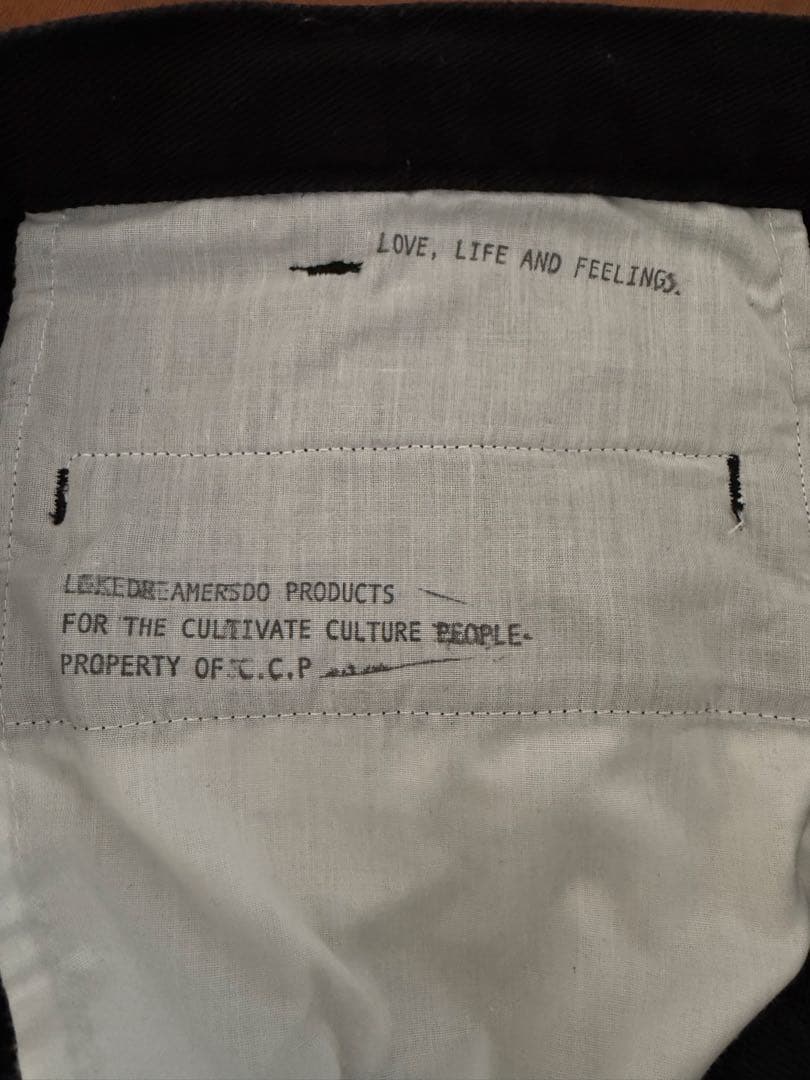 LOVE, LIFE AND FEELINGS.
LIKEDREAMERSDO PRODUCTS
FOR THE CULTIVATE CULTURE PEOPLE.
PROPERTY OF C.C.P